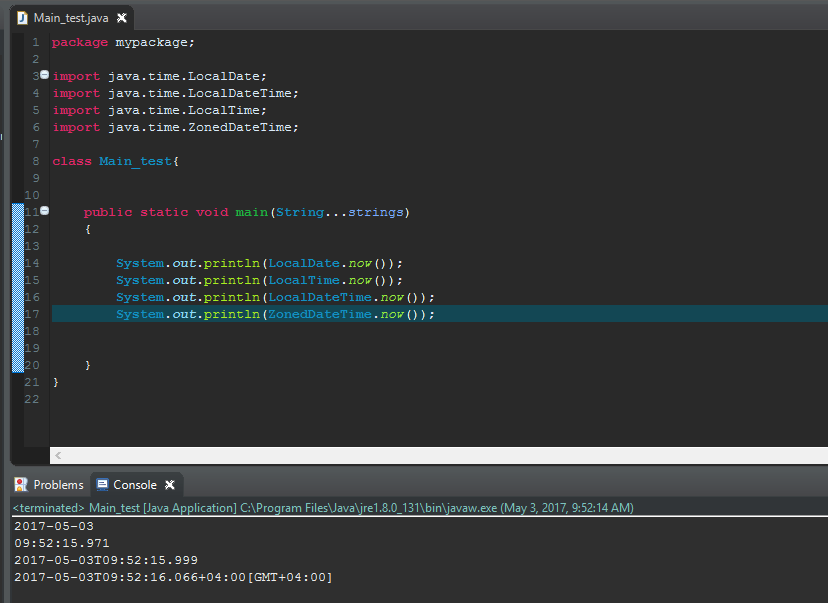 Main_test.java
1 package mypackage;
2
3 import java.time.LocalDate;
4 import java.time.LocalDateTime;
5 import java.time.LocalTime;
6 import java.time.ZonedDateTime;
7
8 class Main_test{
9
10
11 public static void main(String...strings)
12 {
13
14 System.out.println(LocalDate.now());
15 System.out.println(LocalTime.now());
16 System.out.println(LocalDateTime.now());
17 System.out.println(ZonedDateTime.now());
18
19
20 }
21 }
22
Problems Console
<terminated> Main_test [Java Application] C:\Program Files\Java\jre1.8.0_131\bin\javaw.exe (May 3, 2017, 9:52:14 AM)
2017-05-03
09:52:15.971
2017-05-03T09:52:15.999
2017-05-03T09:52:16.066+04:00[GMT+04:00]